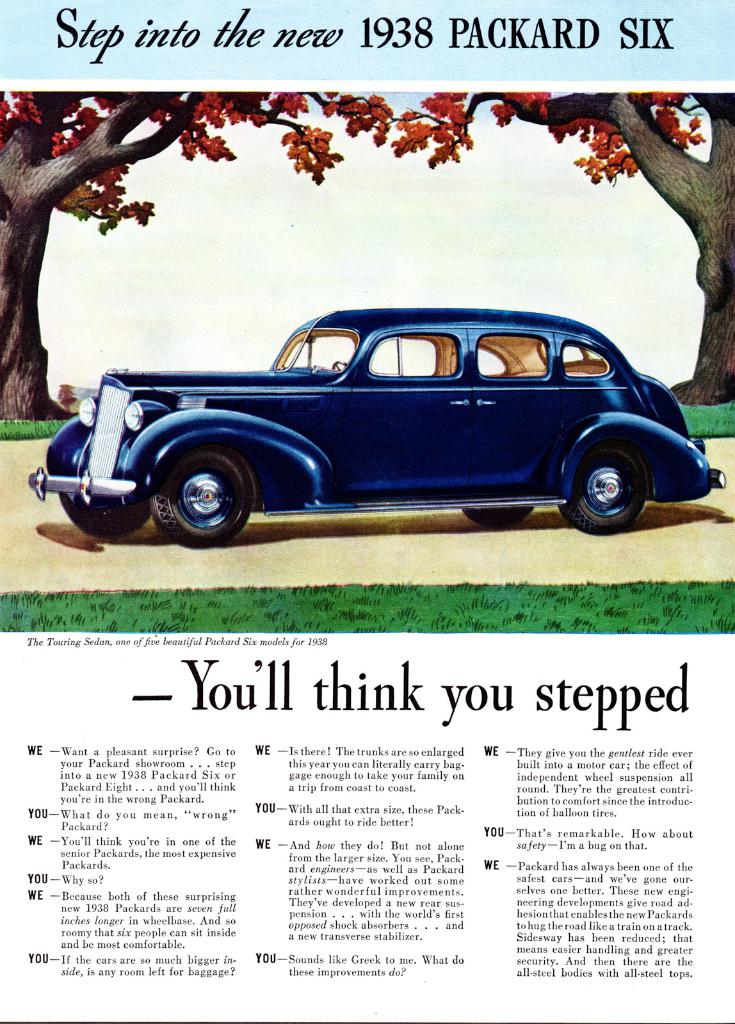 Step into the new 1938 PACKARD SIX
The Touring Sedan, one of five beautiful Packard Six models for 1938
—You'll think you stepped
WE —Want a pleasant surprise? Go to
your Packard showroom . . . step
into a new 1938 Packard Six or
Packard Eight . . . and you'll think
you're in the wrong Packard.
YOU—What do you mean, "wrong"
Packard?
WE —You'll think you're in one of the
senior Packards, the most expensive
Packards.
YOU—Why so?
WE —Because both of these surprising
new 1938 Packards are seven full
inches longer in wheelbase. And so
roomy that six people can sit inside
and be most comfortable.
YOU—If the cars are so much bigger in-
side, is any room left for baggage?
WE —Is there! The trunks are so enlarged
this year you can literally carry bag-
gage enough to take your family on
a trip from coast to coast.
YOU—With all that extra size, these Pack-
ards ought to ride better!
WE —And how they do! But not alone
from the larger size. You see, Pack-
ard engineers—as well as Packard
stylists—have worked out some
rather wonderful improvements.
They've developed a new rear sus-
pension . . . with the world's first
opposed shock absorbers . . . and
a new transverse stabilizer.
YOU—Sounds like Greek to me. What do
these improvements do?
WE —They give you the gentlest ride ever
built into a motor car; the effect of
independent wheel suspension all
round. They're the greatest contri-
bution to comfort since the introduc-
tion of balloon tires.
YOU—That's remarkable. How about
safety—I'm a bug on that.
WE —Packard has always been one of the
safest cars—and we've gone our-
selves one better. These new engi-
neering developments give road ad-
hesion that enables the new Packards
to hug the road like a train on a track.
Sidesway has been reduced; that
means easier handling and greater
security. And then there are the
all-steel bodies with all-steel tops.